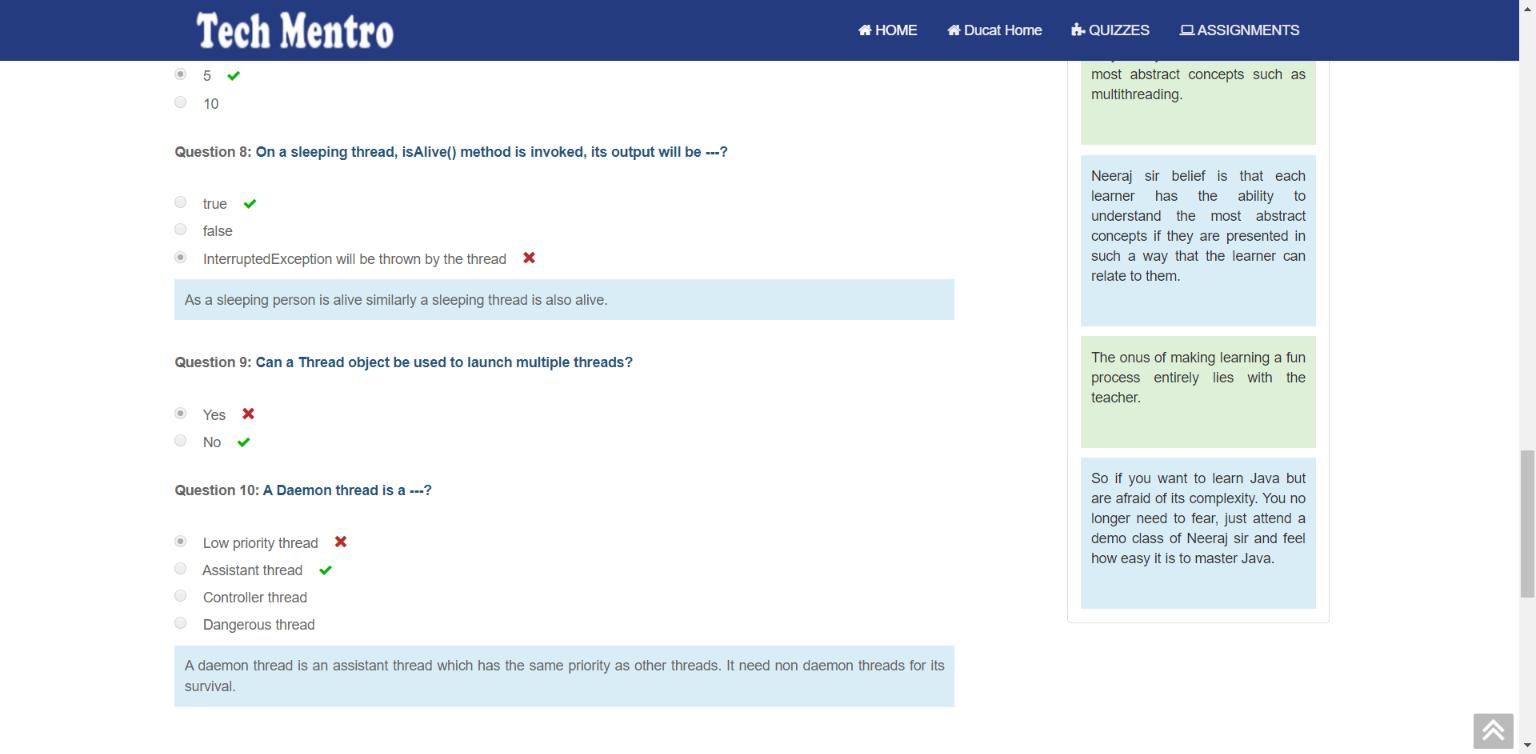 Tech Mentro
HOME
Ducat Home
QUIZZES
ASSIGNMENTS
5
10
Question 8: On a sleeping thread, isAlive() method is invoked, its output will be ---?
true
false
InterruptedException will be thrown by the thread
As a sleeping person is alive similarly a sleeping thread is also alive.
Question 9: Can a Thread object be used to launch multiple threads?
Yes
No
Question 10: A Daemon thread is a ---?
Low priority thread
Assistant thread
Controller thread
Dangerous thread
A daemon thread is an assistant thread which has the same priority as other threads. It need non daemon threads for its
survival.
most abstract concepts such as
multithreading.
Neeraj sir belief is that each
learner has the ability to
understand the most abstract
concepts if they are presented in
such a way that the learner can
relate to them.
The onus of making learning a fun
process entirely lies with the
teacher.
So if you want to learn Java but
are afraid of its complexity. You no
longer need to fear, just attend a
demo class of Neeraj sir and feel
how easy it is to master Java.